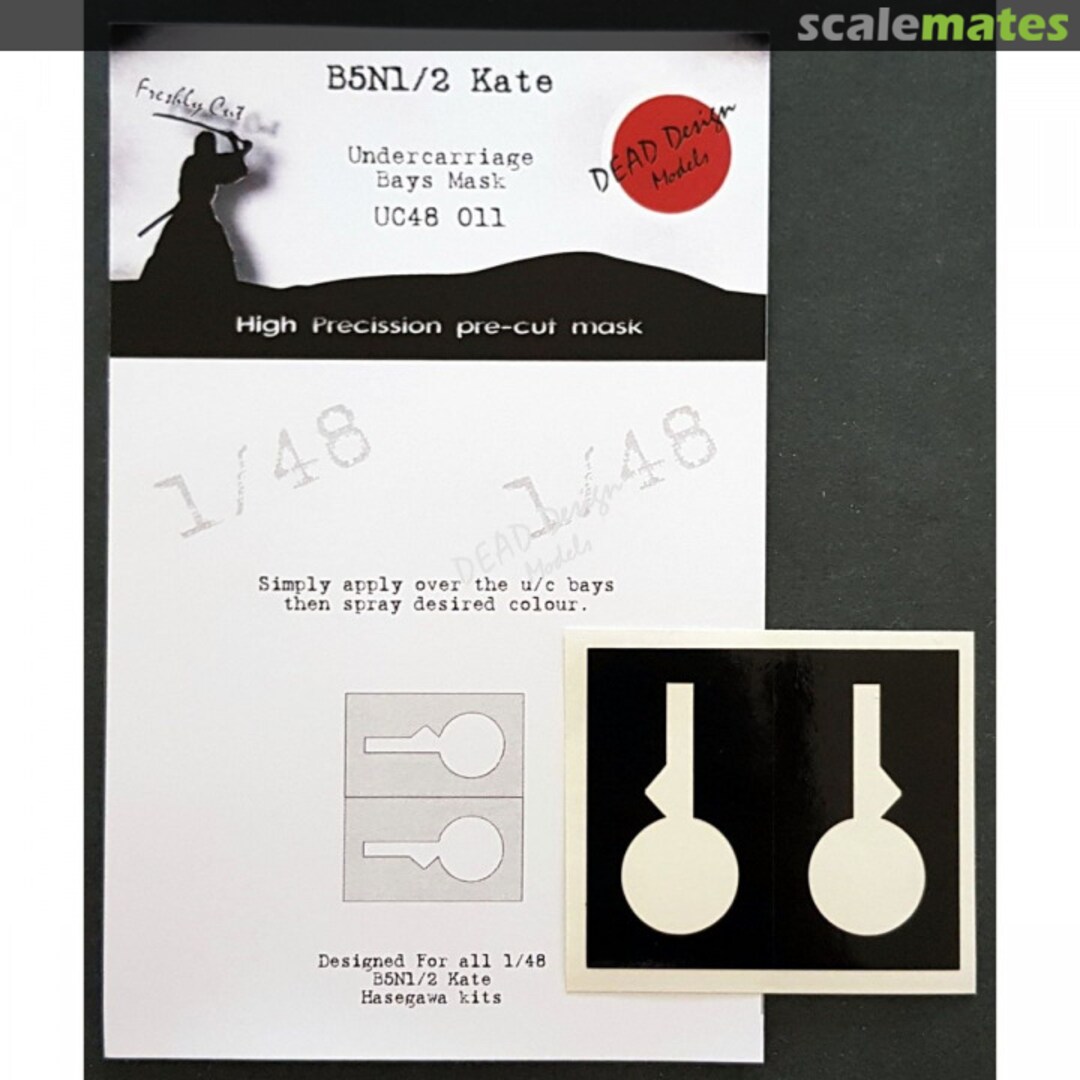 scalemates
B5N1/2 Kate
Freshly Cut
DEAD Design
Models
Undercarriage
Bays Mask
UC48 011
High Precission pre-cut mask
1/48
1/48
DEAD Design
Models
Simply apply over the u/c bays
then spray desired colour.
Designed For all 1/48
B5N1/2 Kate
Hasegawa kits